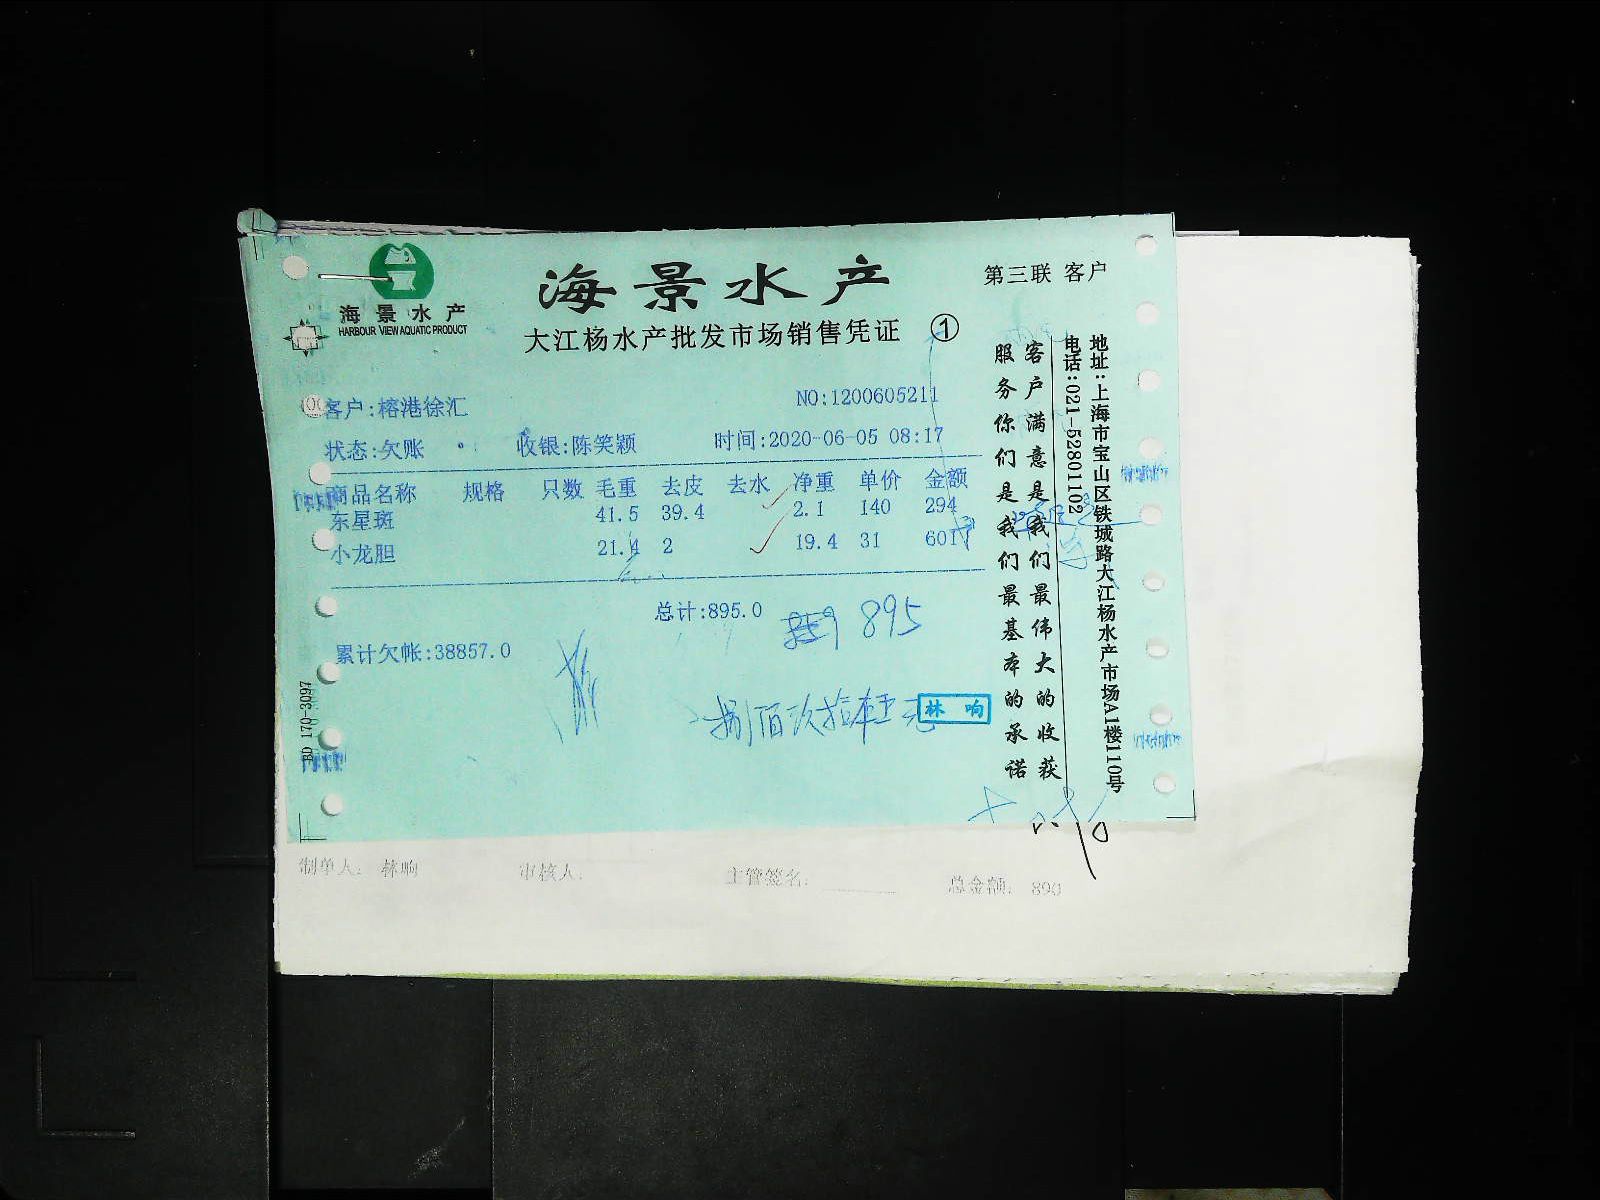 海景水产
HARBOUR VIEW AQUATIC PRODUCT
海景水产
第三联 客户
大江杨水产批发市场销售凭证 ①
客户:榕港徐汇
NO:1200605211
状态:欠账 收银:陈笑颖 时间:2020-06-05 08:17
商品名称 规格 只数 毛重 去皮 去水 净重 单价 金额
东星斑 41.5 39.4 2.1 140 294
小龙胆 21.4 2 19.4 31 601
总计:895.0
895
累计欠帐:38857.0
捌佰玖拾
林响
客户满意是我们最伟大的收获
服务你们是我们最基本的承诺
地址:上海市宝山区铁城路大江杨水产市场A1楼110号
电话:021-52801102
制单人: 林响 审核人: 主管签名: 总金额: 890